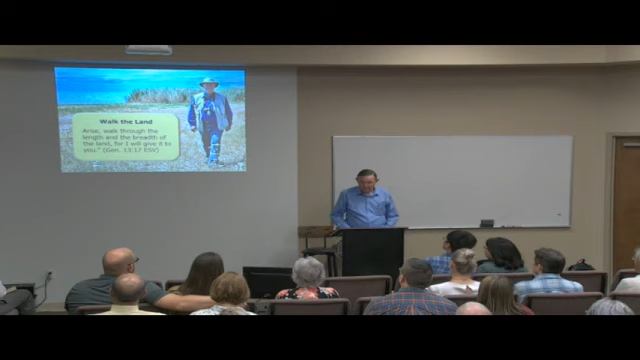 Walk the Land
Arise, walk through the
length and the breadth of
the land, for I will give it to
you." (Gen. 13:17 ESV)